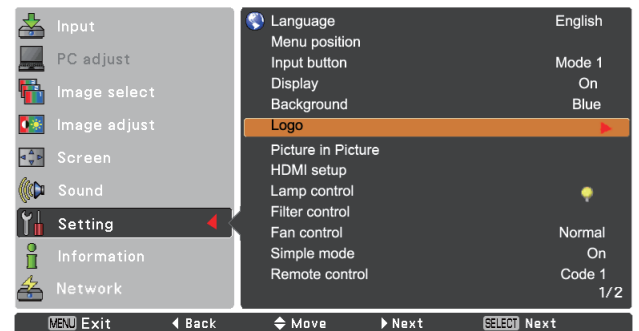 Input
PC adjust
Image select
Image adjust
Screen
Sound
Setting
Information
Network
Language English
Menu position
Input button Mode 1
Display On
Background Blue
Logo
Picture in Picture
HDMI setup
Lamp control
Filter control
Fan control Normal
Simple mode On
Remote control Code 1
1/2
MENU Exit Back Move Next SELECT Next